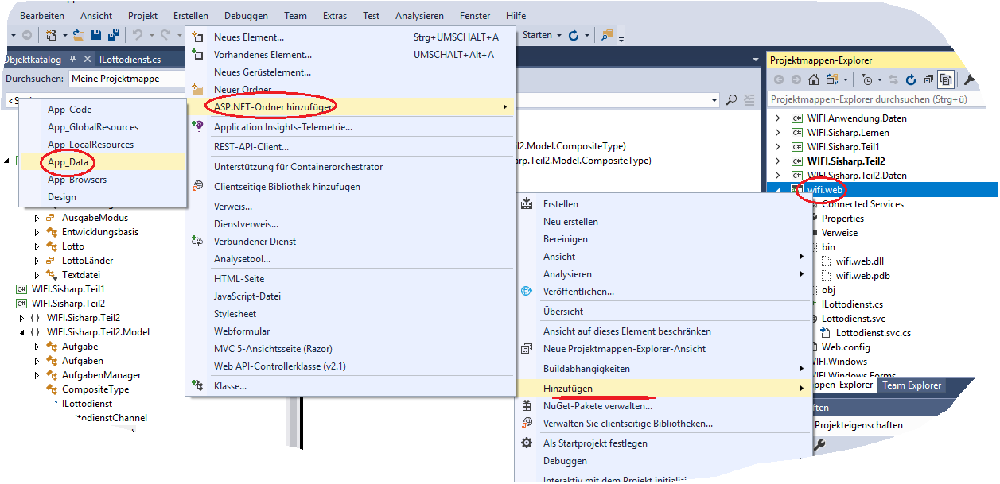 Bearbeiten Ansicht Projekt Erstellen Debuggen Team Extras Test Analysieren Fenster Hilfe
Starten
Objektkatalog ILottodienst.cs
Durchsuchen: Meine Projektmappe
App_Code
App_GlobalResources
App_LocalResources
App_Data
App_Browsers
Design
AusgabeModus
Entwicklungsbasis
Lotto
LottoLänder
Textdatei
WIFI.Sisharp.Teil1
WIFI.Sisharp.Teil2
{ } WIFI.Sisharp.Teil2
{ } WIFI.Sisharp.Teil2.Model
Aufgabe
Aufgaben
AufgabenManager
CompositeType
ILottodienst
ttodienstChannel
Neues Element... Strg+UMSCHALT+A
Vorhandenes Element... UMSCHALT+Alt+A
Neues Gerüstelement...
Neuer Ordner
ASP.NET-Ordner hinzufügen
Application Insights-Telemetrie...
REST-API-Client...
Unterstützung für Containerorchestrator
Clientseitige Bibliothek hinzufügen
Verweis...
Dienstverweis...
Verbundener Dienst
Analysetool...
HTML-Seite
JavaScript-Datei
Stylesheet
Webformular
MVC 5-Ansichtsseite (Razor)
Web API-Controllerklasse (v2.1)
Klasse...
l2.Model.CompositeType)
rp.Teil2.Model.CompositeType)
Erstellen
Neu erstellen
Bereinigen
Ansicht
Analysieren
Veröffentlichen...
Übersicht
Ansicht auf dieses Element beschränken
Neue Projektmappen-Explorer-Ansicht
Buildabhängigkeiten
Hinzufügen
NuGet-Pakete verwalten...
Verwalten Sie clientseitige Bibliotheken...
Als Startprojekt festlegen
Debuggen
Interaktiv mit dem Projekt initialisi
Projektmappen-Explorer
Projektmappen-Explorer durchsuchen (Strg+ü)
C# WIFI.Anwendung.Daten
C# WIFI.Sisharp.Lernen
C# WIFI.Sisharp.Teil1
C# WIFI.Sisharp.Teil2
C# WIFI.Sisharp.Teil2.Daten
wifi.web
Connected Services
Properties
Verweise
bin
wifi.web.dll
wifi.web.pdb
obj
ILottodienst.cs
Lottodienst.svc
Lottodienst.svc.cs
Web.config
WIFI.Windows
WIFI.Windows.Forms
ppen-Explorer Team Explorer
ften
Projekteigenschaften